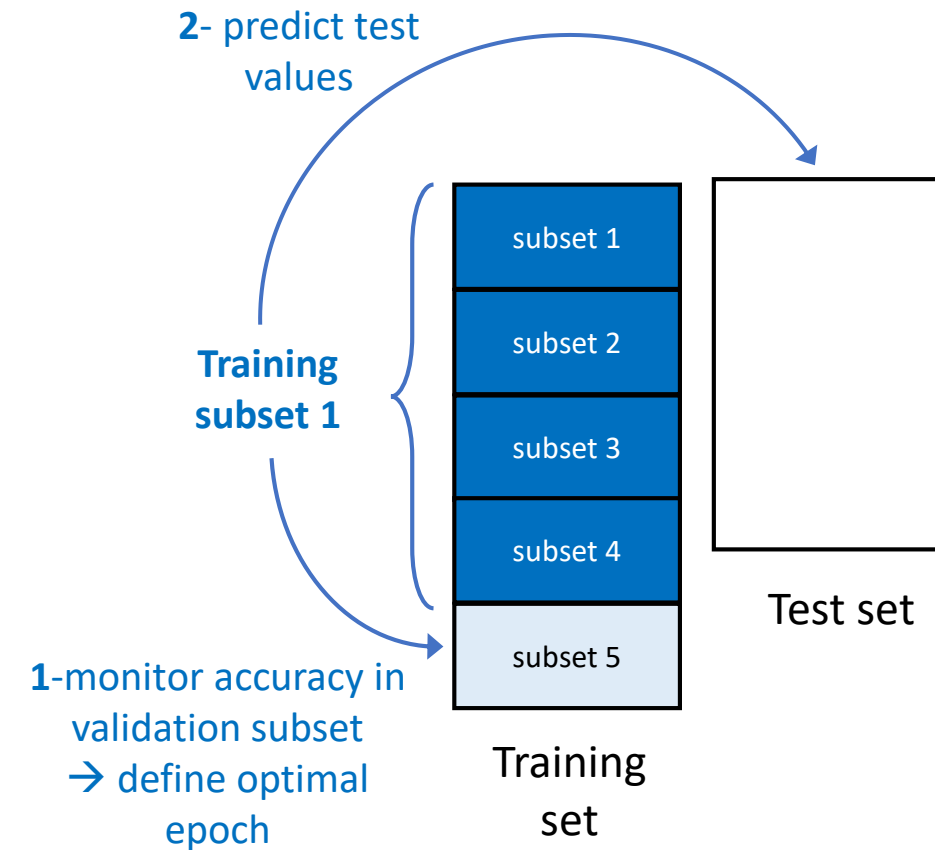 2- predict test
values
subset 1
subset 2
Training
subset 1
subset 3
subset 4
Test set
subset 5
1-monitor accuracy in
validation subset
→ define optimal
epoch
Training
set